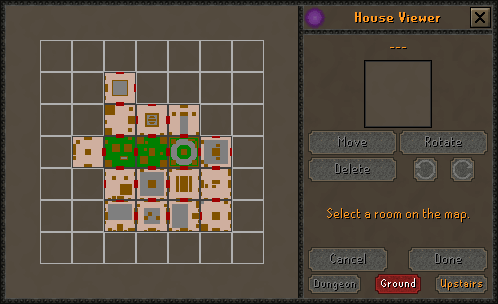 House Viewer
---
Move
Rotate
Delete
Select a room on the map.
Cancel
Done
Dungeon
Ground
Upstairs